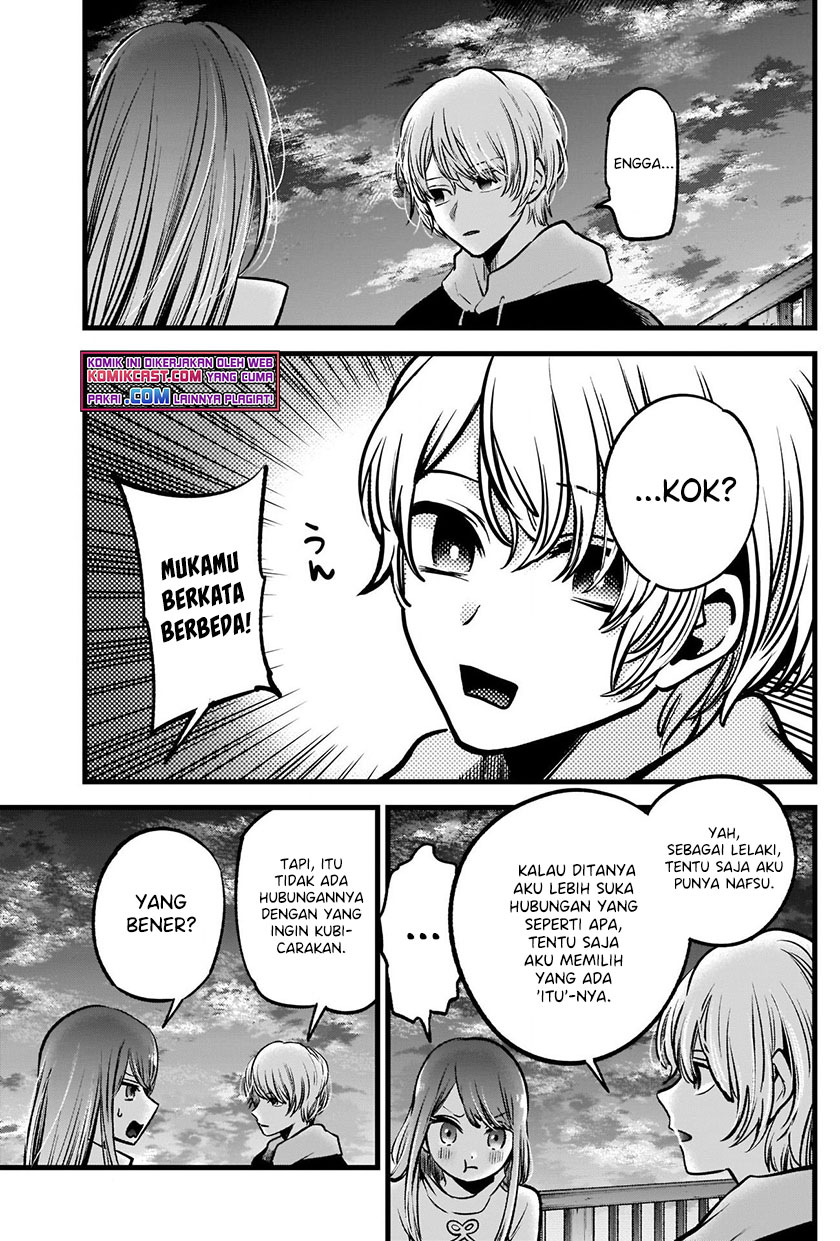 ENGGA...
...KOK?
KOMIK INI DIKERJAKAN OLEH WEB
KOMIKCAST.COM YANG CUMA
PAKAI .COM LAINNYA PLAGIAT!
うん
MUKAMU
BERKATA
BERBEDA!
YAH,
SEBAGAI LELAKI,
TENTU SAJA AKU
PUNYA NAFSU.
KALAU DITANYA
AKU LEBIH SUKA
HUBUNGAN YANG
SEPERTI APA,
TENTU SAJA
AKU MEMILIH
YANG ADA
'ITU'-NYA.
...
TAPI, ITU
TIDAK ADA
HUBUNGANNYA
DENGAN YANG
INGIN KUBI-
CARAKAN.
YANG
BENER?